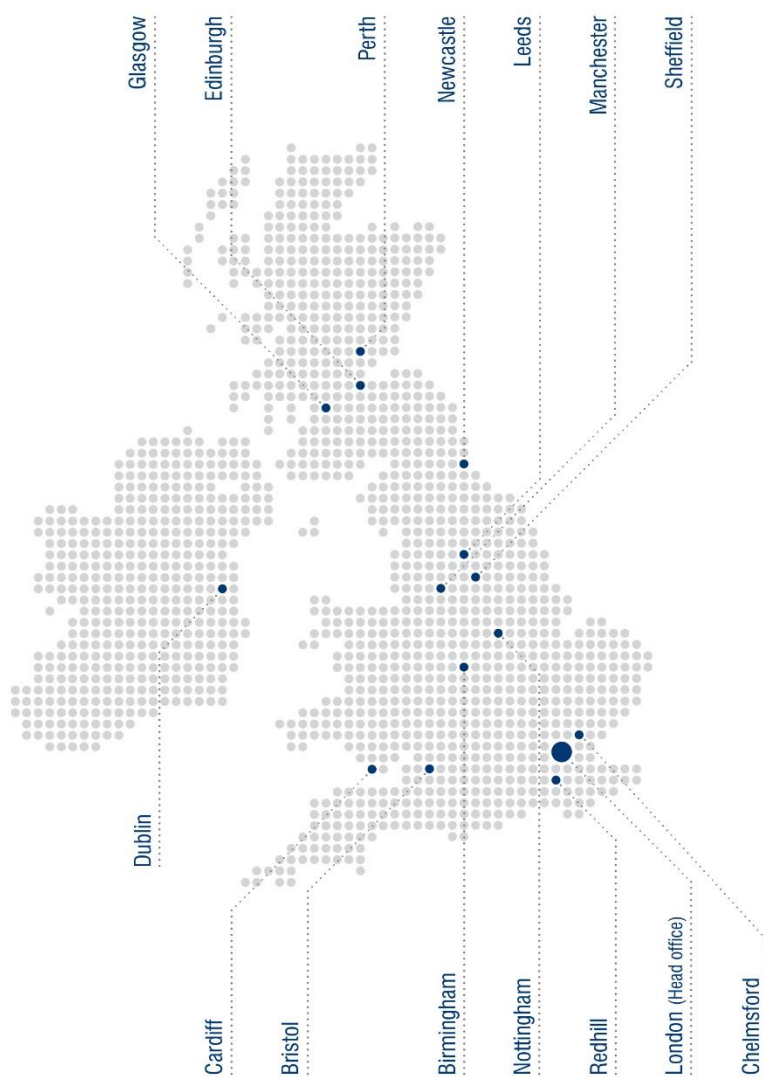 Glasgow
Edinburgh
Perth
Newcastle
Leeds
Manchester
Sheffield
Dublin
Cardiff
Bristol
Birmingham
Nottingham
Redhill
London (Head office)
Chelmsford